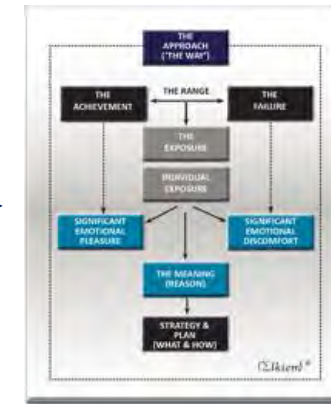 THE
APPROACH
("THE WAY")
THE
ACHIEVEMENT
THE RANGE
THE
FAILURE
THE
EXPOSURE
INDIVIDUAL
EXPOSURE
SIGNIFICANT
EMOTIONAL
PLEASURE
SIGNIFICANT
EMOTIONAL
DISCOMFORT
THE MEANING
(REASON)
STRATEGY &
PLAN
(WHAT & HOW)